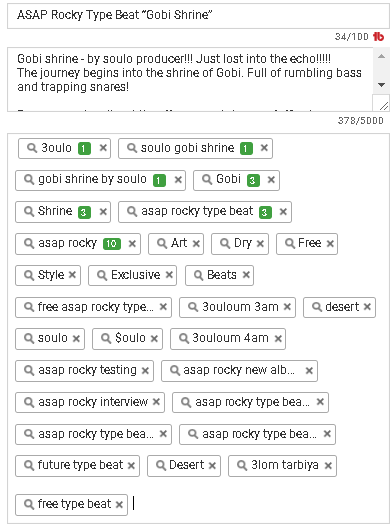 ASAP Rocky Type Beat "Gobi Shrine"
34/100 tb
Gobi shrine - by soulo producer!!! Just lost into the echo!!!!!
The journey begins into the shrine of Gobi. Full of rumbling bass
and trapping snares!
378/5000
3oulo 1 × soulo gobi shrine 1 ×
gobi shrine by soulo 1 × Gobi 3 ×
Shrine 3 × asap rocky type beat 3 ×
asap rocky 10 × Art × Dry × Free ×
Style × Exclusive × Beats ×
free asap rocky type... × 3ouloum 3am × desert ×
soulo × $oulo × 3ouloum 4am ×
asap rocky testing × asap rocky new alb... ×
asap rocky interview × asap rocky type bea... ×
asap rocky type bea... × asap rocky type bea... ×
future type beat × Desert × 3lom tarbiya ×
free type beat ×